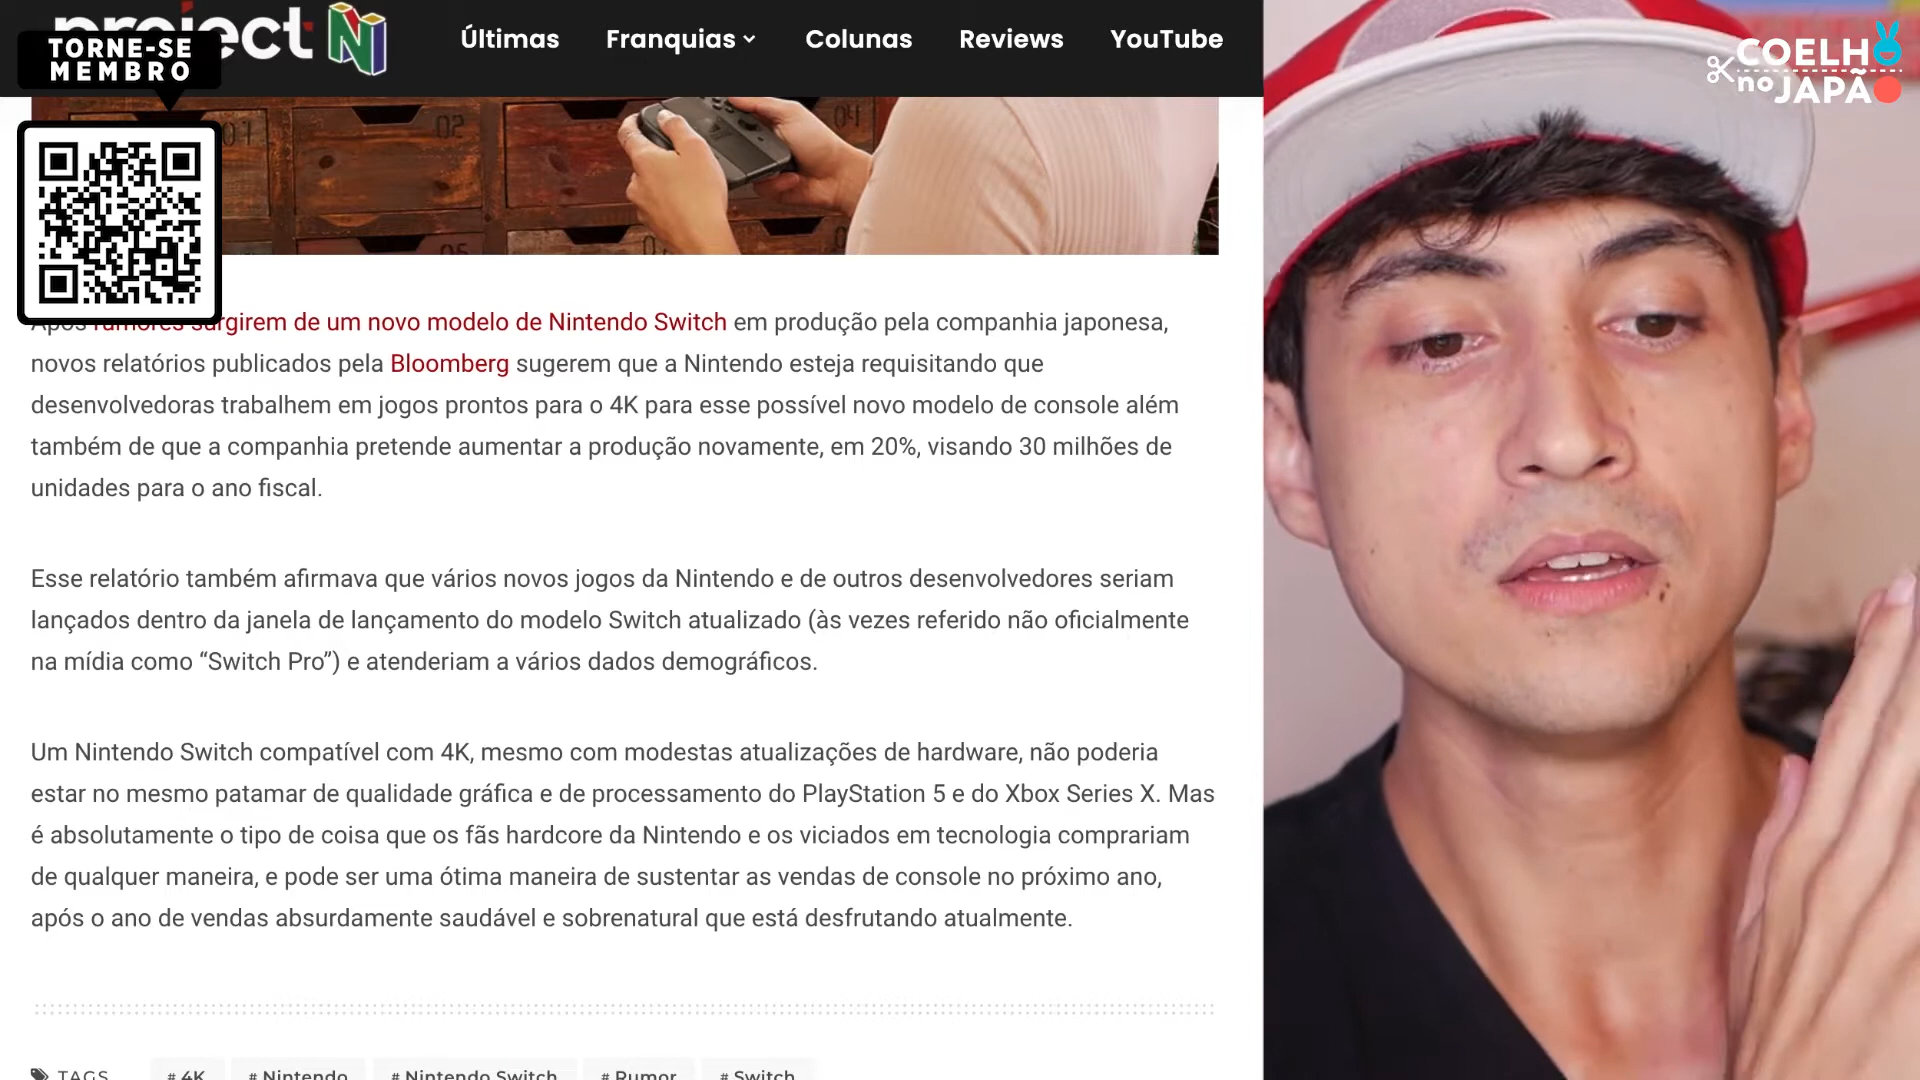 project N
Últimas Franquias Colunas Reviews YouTube
TORNE-SE
MEMBRO
COELHO
no JAPÃO
01 02 04
05
Após rumores surgirem de um novo modelo de Nintendo Switch em produção pela companhia japonesa,
novos relatórios publicados pela Bloomberg sugerem que a Nintendo esteja requisitando que
desenvolvedoras trabalhem em jogos prontos para o 4K para esse possível novo modelo de console além
também de que a companhia pretende aumentar a produção novamente, em 20%, visando 30 milhões de
unidades para o ano fiscal.
Esse relatório também afirmava que vários novos jogos da Nintendo e de outros desenvolvedores seriam
lançados dentro da janela de lançamento do modelo Switch atualizado (às vezes referido não oficialmente
na mídia como “Switch Pro”) e atenderiam a vários dados demográficos.
Um Nintendo Switch compatível com 4K, mesmo com modestas atualizações de hardware, não poderia
estar no mesmo patamar de qualidade gráfica e de processamento do PlayStation 5 e do Xbox Series X. Mas
é absolutamente o tipo de coisa que os fãs hardcore da Nintendo e os viciados em tecnologia comprariam
de qualquer maneira, e pode ser uma ótima maneira de sustentar as vendas de console no próximo ano,
após o ano de vendas absurdamente saudável e sobrenatural que está desfrutando atualmente.
TAGS # 4K # Nintendo # Nintendo Switch # Rumor # Switch